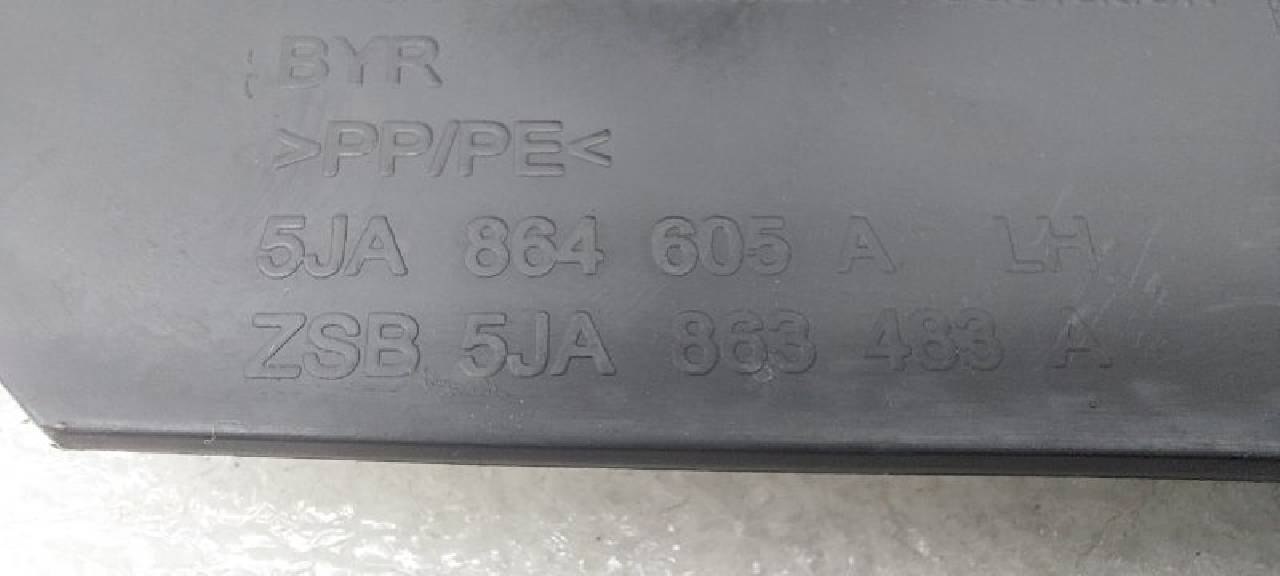 BYR
>PP/PE<
5JA 864 605 A LH
ZSB 5JA 863 483 A